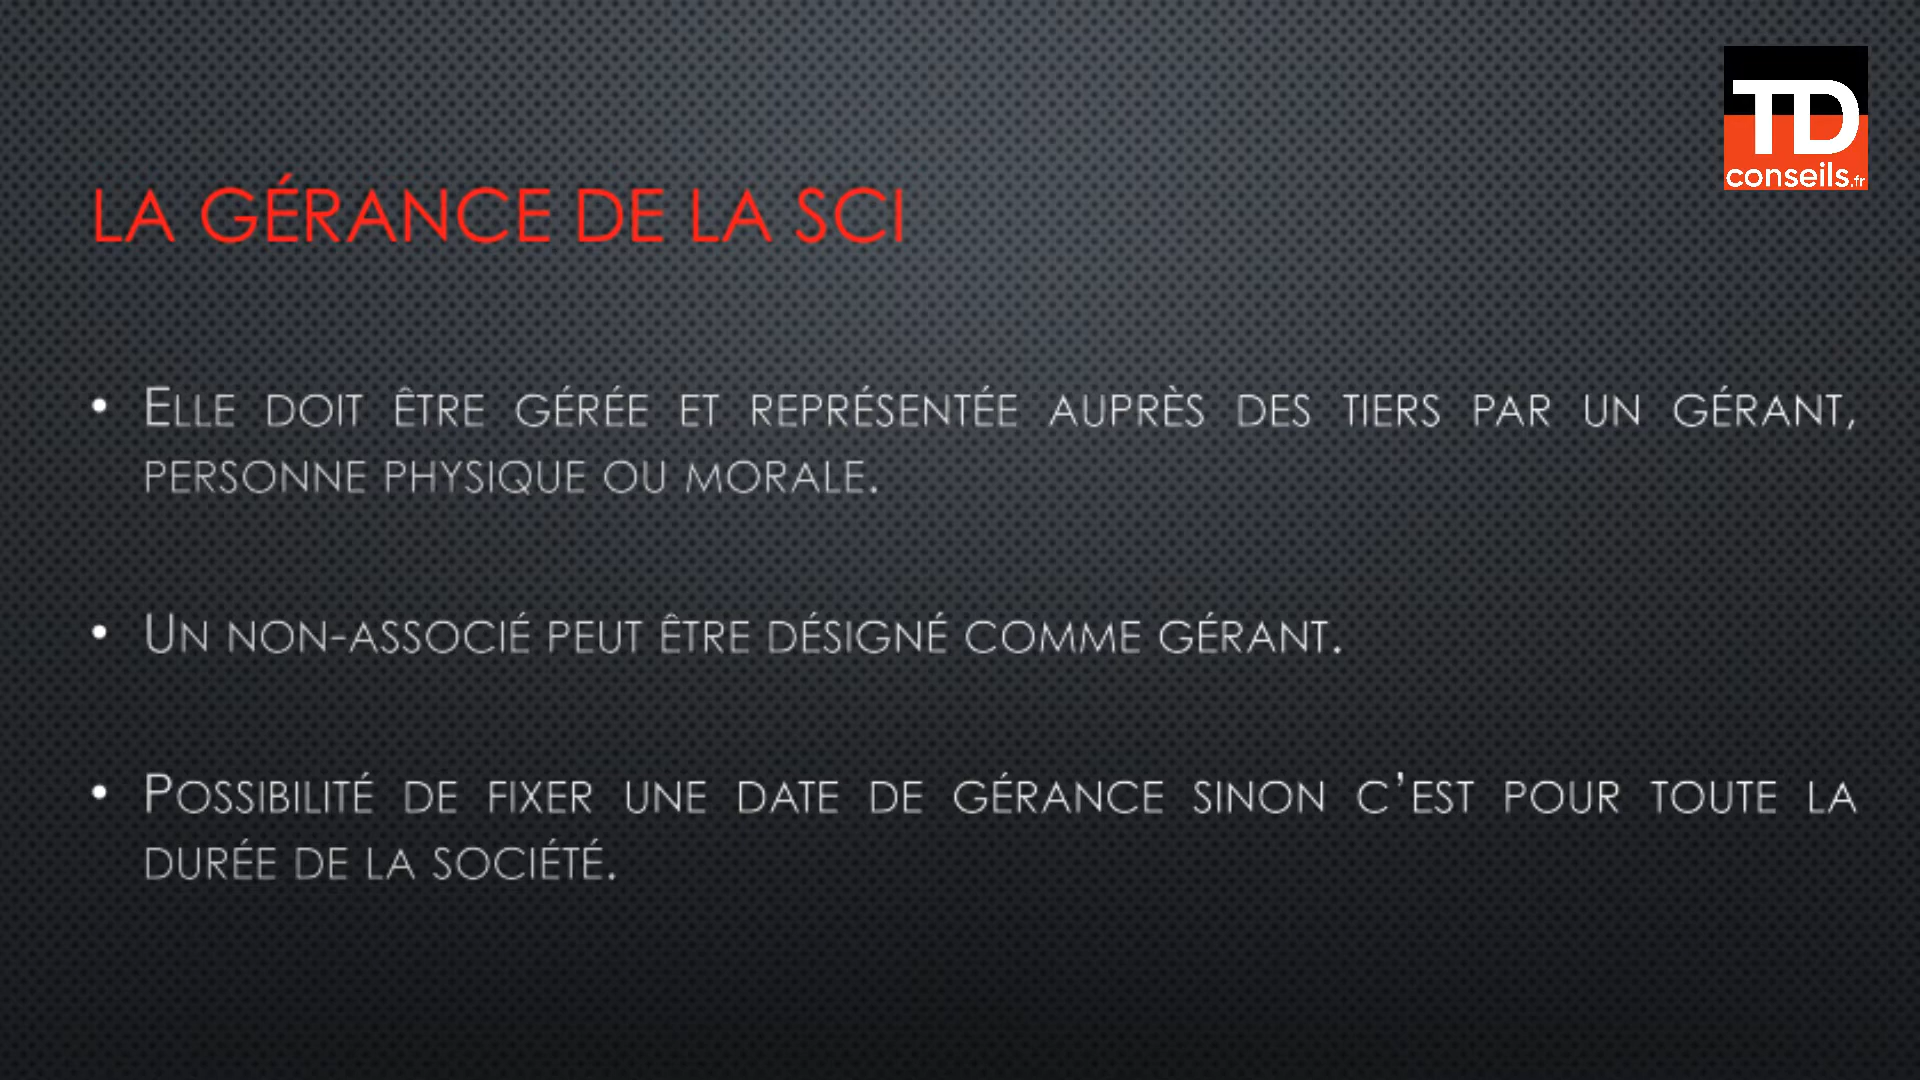 TD
conseils.fr
LA GÉRANCE DE LA SCI
• ELLE DOIT ÊTRE GÉRÉE ET REPRÉSENTÉE AUPRÈS DES TIERS PAR UN GÉRANT,
PERSONNE PHYSIQUE OU MORALE.
• UN NON-ASSOCIÉ PEUT ÊTRE DÉSIGNÉ COMME GÉRANT.
• POSSIBILITÉ DE FIXER UNE DATE DE GÉRANCE SINON C’EST POUR TOUTE LA
DURÉE DE LA SOCIÉTÉ.